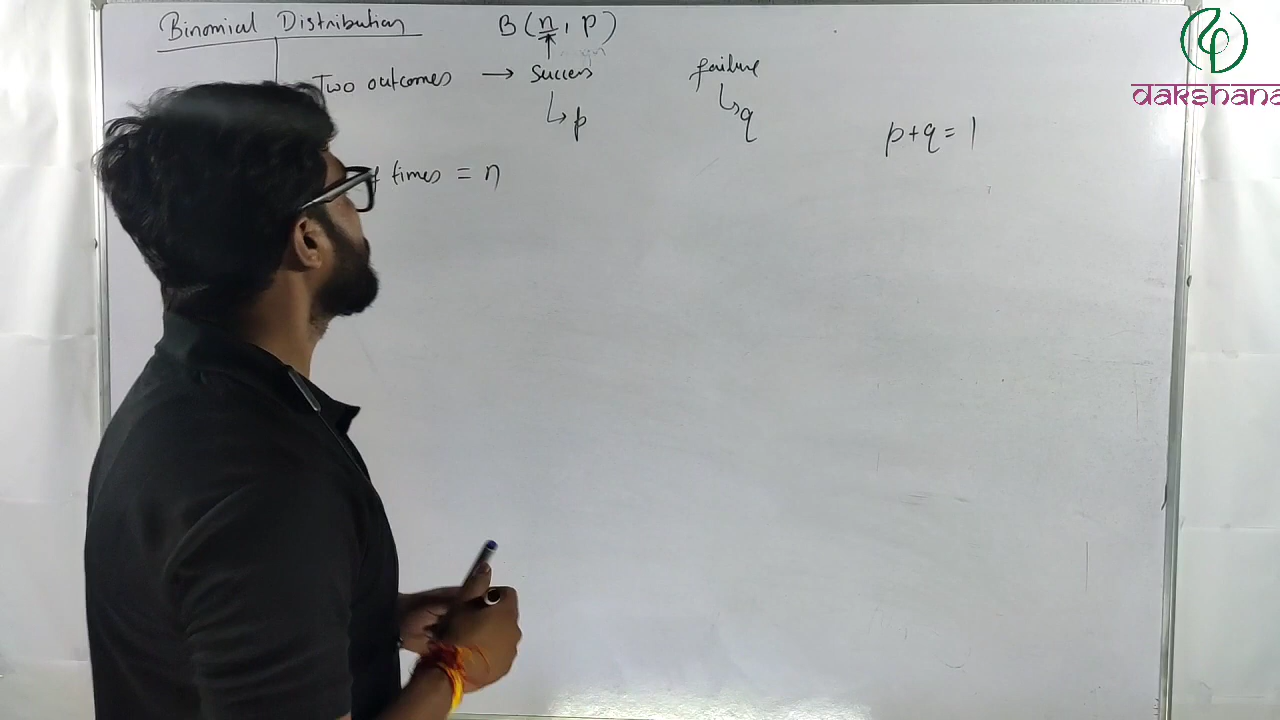 Binomial Distribution B(n, p)
Two outcomes → success failure
p q
p+q=1
times = n
dakshana